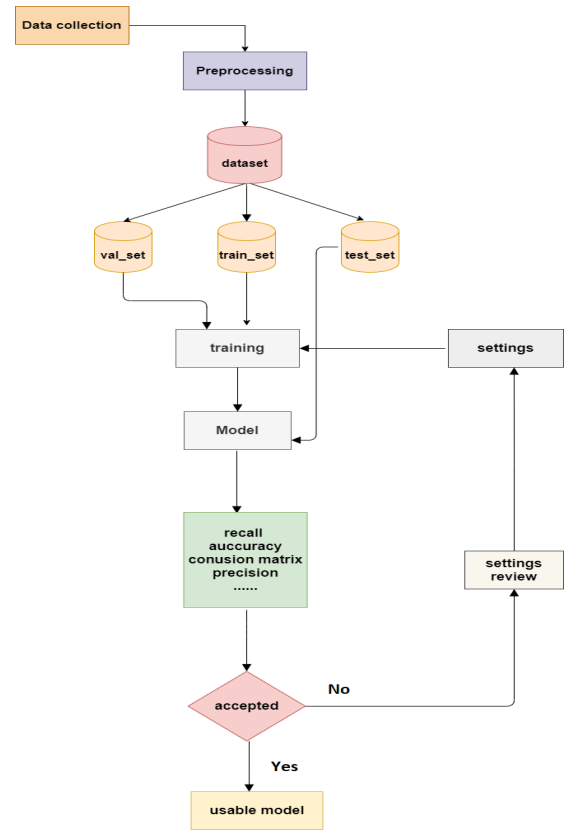 Data collection
Preprocessing
dataset
val_set
train_set
test_set
training
settings
Model
recall
auccuracy
conusion matrix
precision
......
settings
review
accepted
No
Yes
usable model